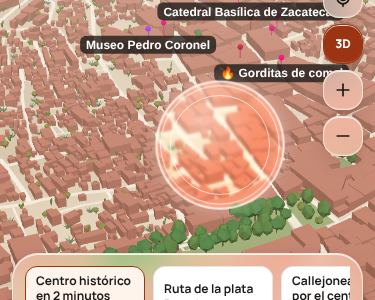 Catedral Basílica de Zacatecas
3D
Museo Pedro Coronel
🔥 Gorditas de com
+
−
Centro histórico
en 2 minutos
Ruta de la plata
Callejonea
por el cent